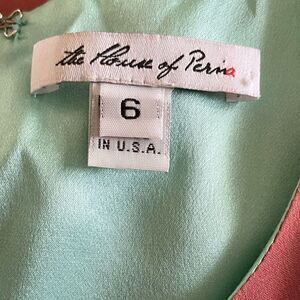 the House of Perna
6
IN U.S.A.